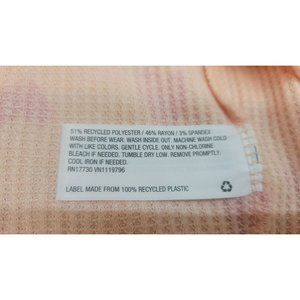 51% RECYCLED POLYESTER / 46% RAYON / 3% SPANDEX
WASH BEFORE WEAR. WASH INSIDE OUT. MACHINE WASH COLD
WITH LIKE COLORS, GENTLE CYCLE. ONLY NON-CHLORINE
BLEACH IF NEEDED. TUMBLE DRY LOW. REMOVE PROMPTLY.
COOL IRON IF NEEDED.
RN17730 VN1119796
LABEL MADE FROM 100% RECYCLED PLASTIC